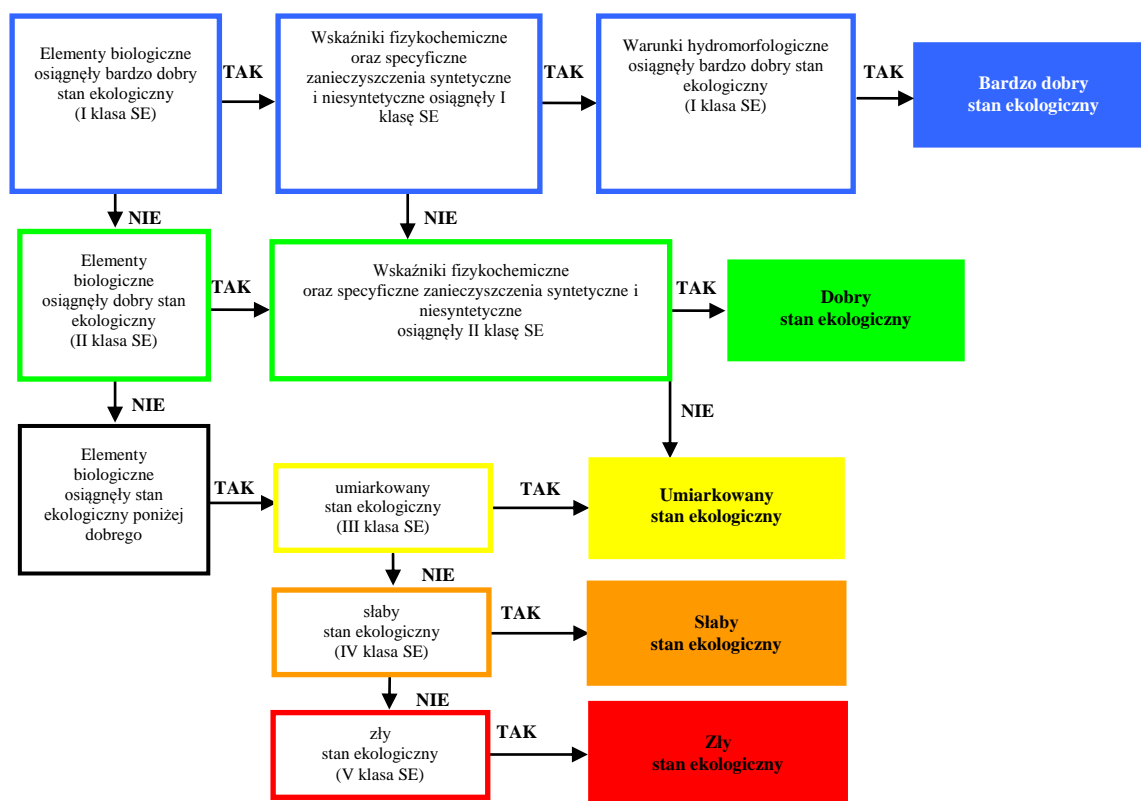 Elementy biologiczne
osiągnęły bardzo dobry
stan ekologiczny
(I klasa SE)
TAK
Wskaźniki fizykochemiczne
oraz specyficzne
zanieczyszczenia syntetyczne
i niesyntetyczne osiągnęły I
klasę SE
TAK
Warunki hydromorfologiczne
osiągnęły bardzo dobry stan
ekologiczny
(I klasa SE)
TAK
Bardzo dobry
stan ekologiczny
NIE
NIE
Elementy
biologiczne
osiągnęły dobry stan
ekologiczny
(II klasa SE)
TAK
Wskaźniki fizykochemiczne
oraz specyficzne zanieczyszczenia syntetyczne i
niesyntetyczne
osiągnęły II klasę SE
TAK
Dobry
stan ekologiczny
NIE
NIE
Elementy
biologiczne
osiągnęły stan
ekologiczny poniżej
dobrego
TAK
umiarkowany
stan ekologiczny
(III klasa SE)
TAK
Umiarkowany
stan ekologiczny
NIE
słaby
stan ekologiczny
(IV klasa SE)
TAK
Słaby
stan ekologiczny
NIE
zły
stan ekologiczny
(V klasa SE)
TAK
Zły
stan ekologiczny